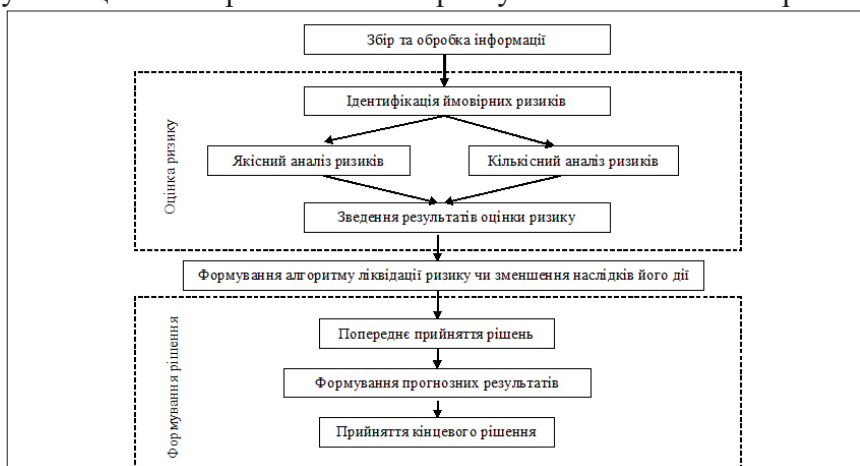 Збір та обробка інформації
Оцінка ризику
Ідентифікація ймовірних ризиків
Якісний аналіз ризиків
Кількісний аналіз ризиків
Зведення результатів оцінки ризику
Формування алгоритму ліквідації ризику чи зменшення наслідків його дії
Формування рішення
Попереднє прийняття рішень
Формування прогнозних результатів
Прийняття кінцевого рішення